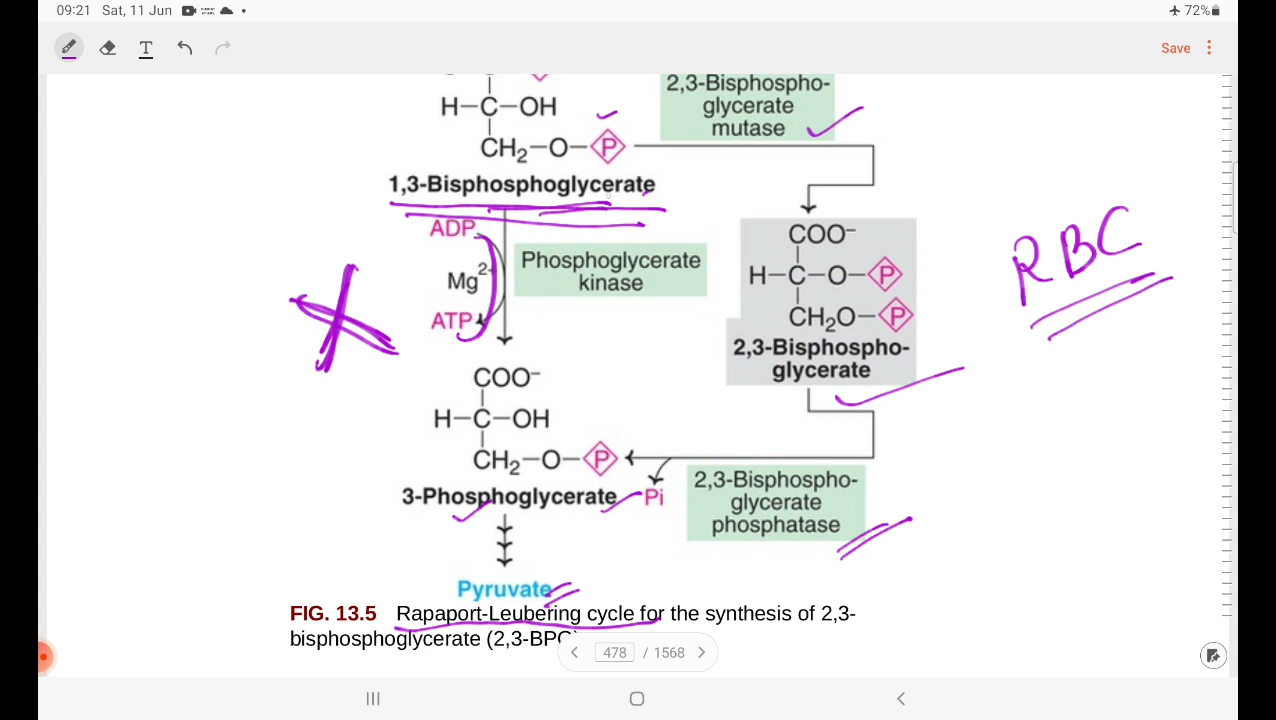 09:21 Sat, 11 Jun
72%
Save
2,3-Bisphospho-
glycerate
mutase
H–C–OH
CH₂–O–P
1,3-Bisphosphoglycerate
ADP
Mg²
ATP
Phosphoglycerate
kinase
COO⁻
H–C–O–P
CH₂O–P
2,3-Bisphospho-
glycerate
RBC
COO⁻
H–C–OH
CH₂–O–P
3-Phosphoglycerate
Pi
2,3-Bisphospho-
glycerate
phosphatase
Pyruvate
FIG. 13.5 Rapaport-Leubering cycle for the synthesis of 2,3-
bisphosphoglycerate (2,3-BPG)
478 / 1568